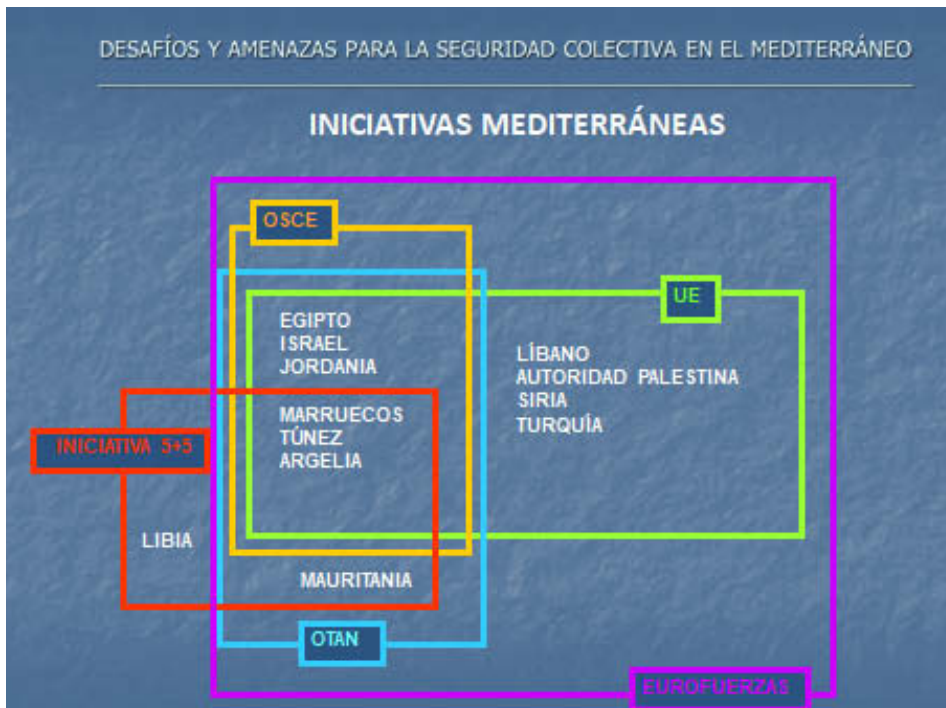 DESAFÍOS Y AMENAZAS PARA LA SEGURIDAD COLECTIVA EN EL MEDITERRÁNEO
INICIATIVAS MEDITERRÁNEAS
OSCE
UE
EGIPTO
ISRAEL
JORDANIA
LÍBANO
AUTORIDAD PALESTINA
SIRIA
TURQUÍA
MARRUECOS
TÚNEZ
ARGELIA
INICIATIVA 5+5
LIBIA
MAURITANIA
OTAN
EUROFUERZAS